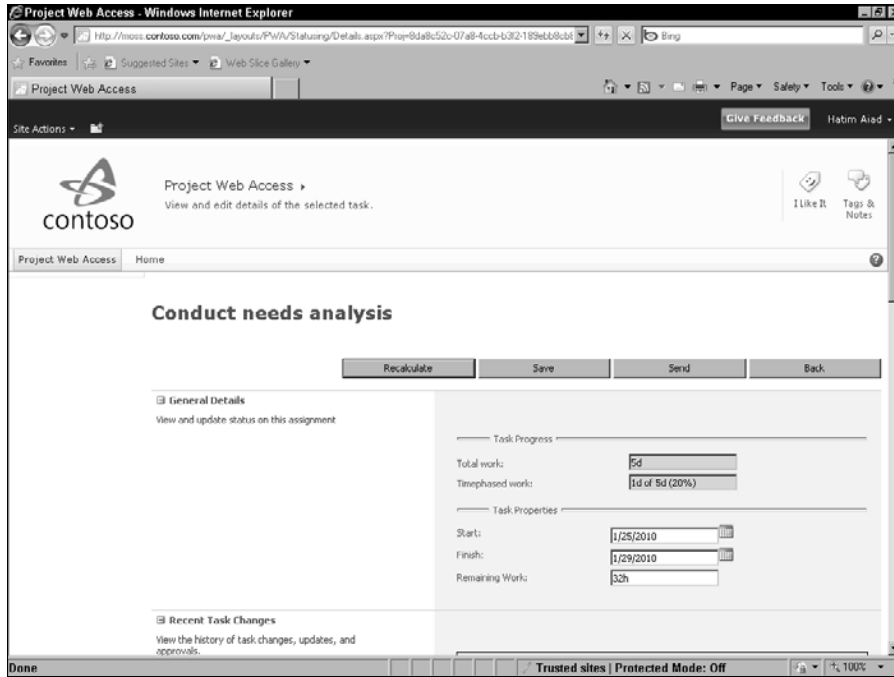 Project Web Access - Windows Internet Explorer
Bing
Favorites Suggested Sites Web Slice Gallery
Project Web Access Page Safety Tools
Give Feedback Hatim Aiad
Site Actions
contoso
Project Web Access
View and edit details of the selected task.
I Like It Tags & Notes
Project Web Access Home
Conduct needs analysis
Recalculate Save Send Back
General Details
View and update status on this assignment
Task Progress
Total work: 5d
Timephased work: 1d of 5d (20%)
Task Properties
Start: 1/25/2010
Finish: 1/29/2010
Remaining Work: 32h
Recent Task Changes
View the history of task changes, updates, and
approvals.
Done Trusted sites | Protected Mode: Off 100%